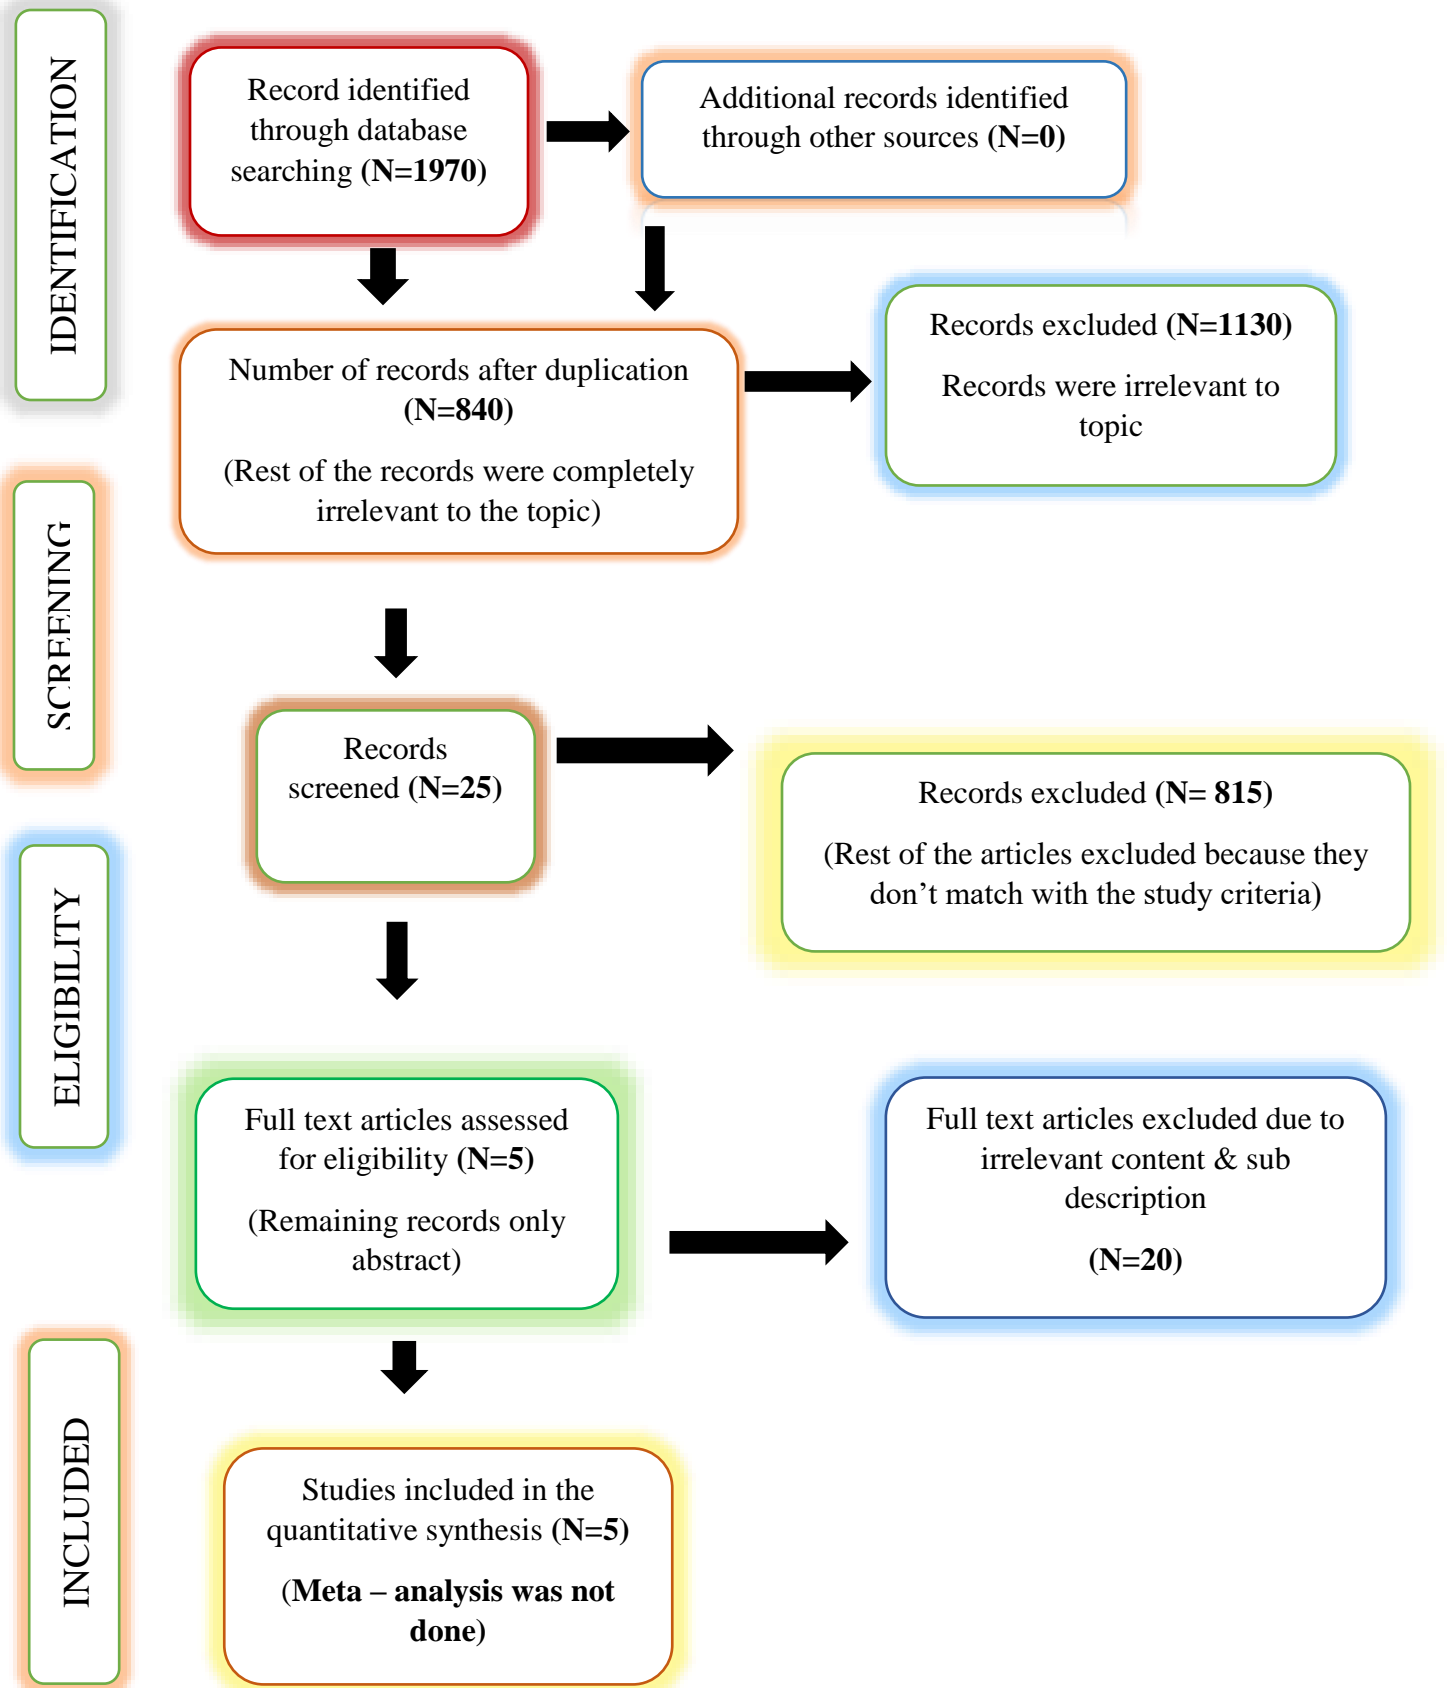 IDENTIFICATION
Record identified
through database
searching (N=1970)
Additional records identified
through other sources (N=0)
Number of records after duplication
(N=840)
(Rest of the records were completely
irrelevant to the topic)
Records excluded (N=1130)
Records were irrelevant to
topic
SCREENING
Records
screened (N=25)
Records excluded (N= 815)
(Rest of the articles excluded because they
don’t match with the study criteria)
ELIGIBILITY
Full text articles assessed
for eligibility (N=5)
(Remaining records only
abstract)
Full text articles excluded due to
irrelevant content & sub
description
(N=20)
INCLUDED
Studies included in the
quantitative synthesis (N=5)
(Meta – analysis was not
done)